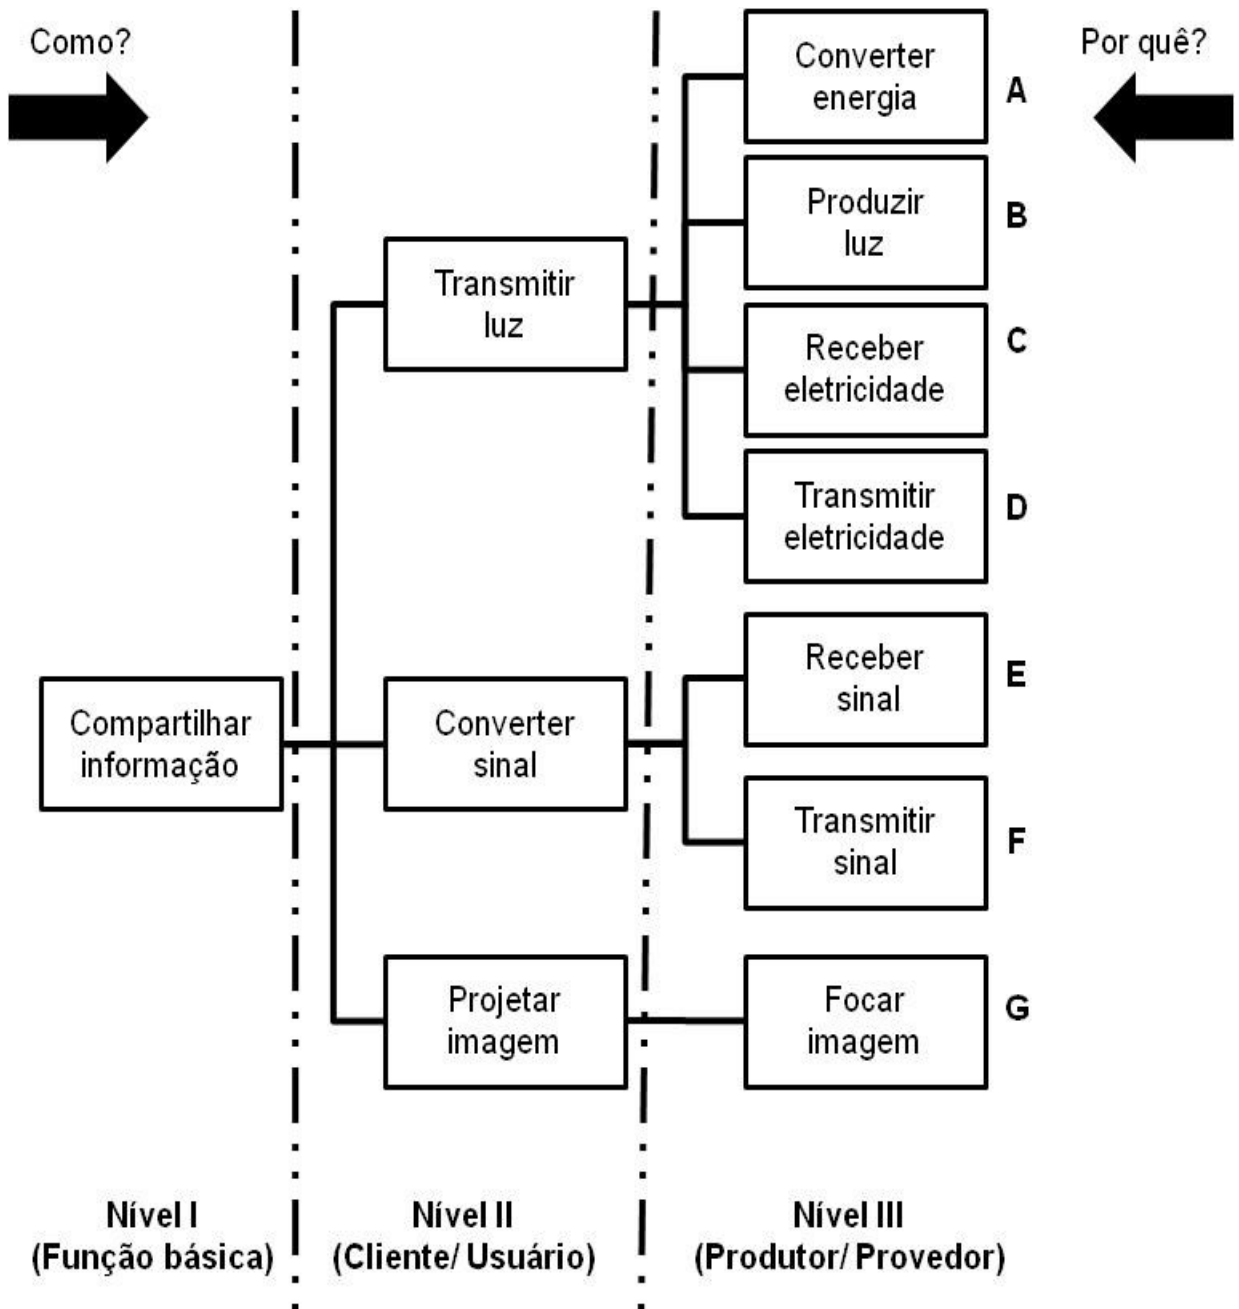 Como?
Por quê?
Converter
energia
A
Produzir
luz
B
Transmitir
luz
Receber
eletricidade
C
Transmitir
eletricidade
D
Receber
sinal
E
Compartilhar
informação
Converter
sinal
Transmitir
sinal
F
Projetar
imagem
Focar
imagem
G
Nível I
(Função básica)
Nível II
(Cliente/ Usuário)
Nível III
(Produtor/ Provedor)